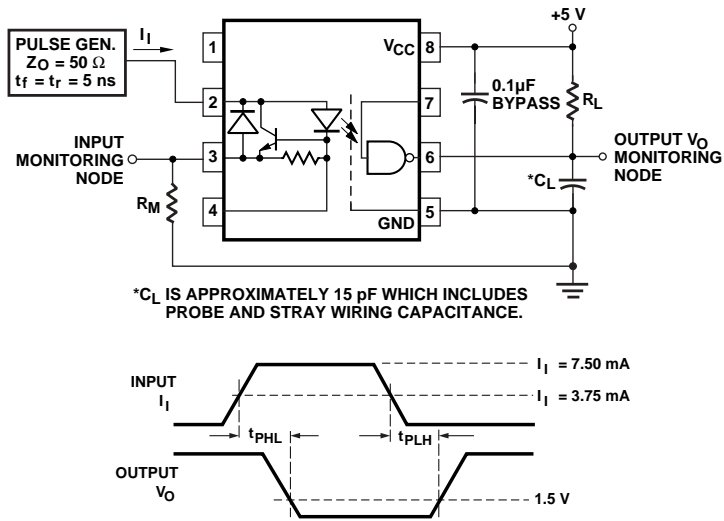 +5 V
PULSE GEN.
ZO = 50 Ω
tf = tr = 5 ns
II
1
VCC
8
2
7
0.1µF
BYPASS
RL
INPUT
MONITORING
NODE
3
6
OUTPUT VO
MONITORING
NODE
*CL
RM
4
GND
5
*CL IS APPROXIMATELY 15 pF WHICH INCLUDES
PROBE AND STRAY WIRING CAPACITANCE.
INPUT
II
II = 7.50 mA
II = 3.75 mA
tPHL
tPLH
OUTPUT
VO
1.5 V